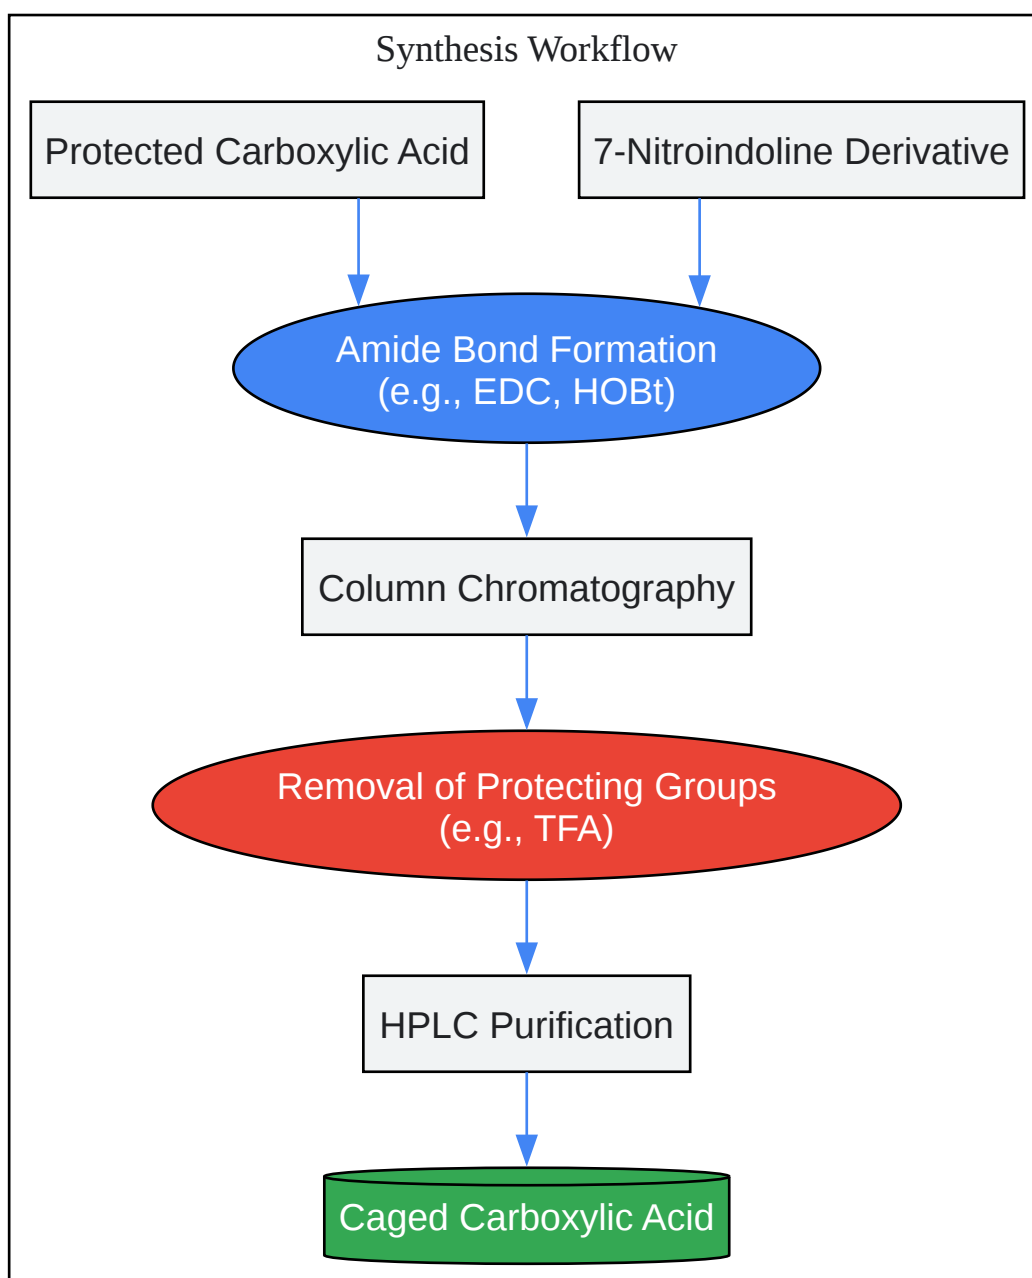 Synthesis Workflow
Protected Carboxylic Acid
7-Nitroindoline Derivative
Amide Bond Formation
(e.g., EDC, HOBt)
Column Chromatography
Removal of Protecting Groups
(e.g., TFA)
HPLC Purification
Caged Carboxylic Acid